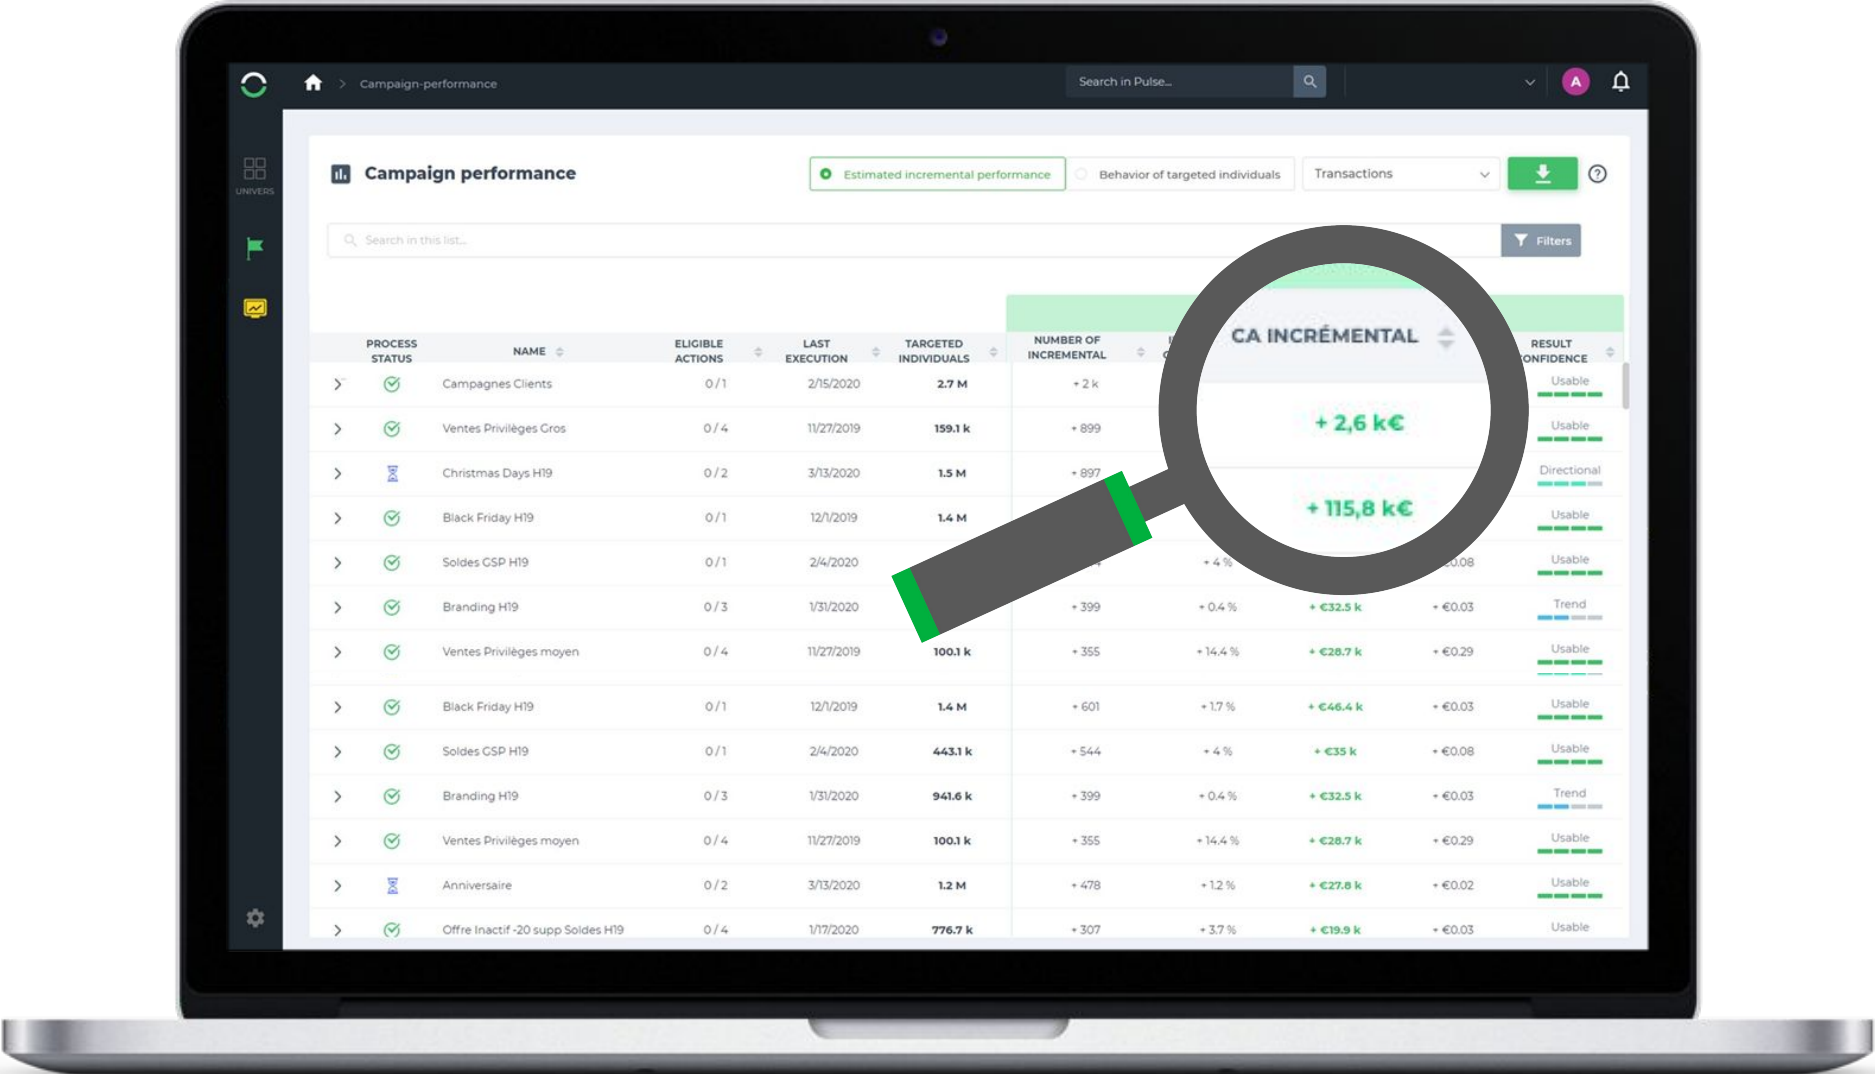 Campaign-performance
Search in Pulse...
A
UNIVERS
Campaign performance
Estimated incremental performance
Behavior of targeted individuals
Transactions
?
Search in this list...
Filters
PROCESS STATUS
NAME
ELIGIBLE ACTIONS
LAST EXECUTION
TARGETED INDIVIDUALS
NUMBER OF INCREMENTAL
CA INCRÉMENTAL
RESULT
Campagnes Clients 0/1 2/15/2020 2.7 M + 2 k Usable
+ 2,6 k€
Ventes Privilèges Gros 0/4 11/27/2019 159.1 k + 899 Usable
Christmas Days H19 0/2 3/13/2020 1.5 M + 897 Directional
+ 115,8 k€
Black Friday H19 0/1 12/1/2019 1.4 M Usable
Soldes GSP H19 0/1 2/4/2020 + 4 % Usable
Branding H19 0/3 1/31/2020 + 399 + 0.4 % + €32.5 k + €0.03 Trend
Ventes Privilèges moyen 0/4 11/27/2019 100.1 k + 355 + 14.4 % + €28.7 k + €0.29 Usable
Black Friday H19 0/1 12/1/2019 1.4 M + 601 + 1.7 % + €46.4 k + €0.03 Usable
Soldes GSP H19 0/1 2/4/2020 443.1 k + 544 + 4 % + €35 k + €0.08 Usable
Branding H19 0/3 1/31/2020 941.6 k + 399 + 0.4 % + €32.5 k + €0.03 Trend
Ventes Privilèges moyen 0/4 11/27/2019 100.1 k + 355 + 14.4 % + €28.7 k + €0.29 Usable
Anniversaire 0/2 3/13/2020 1.2 M + 478 + 1.2 % + €27.8 k + €0.02 Usable
Offre Inactif -20 supp Soldes H19 0/4 1/17/2020 776.7 k + 307 + 3.7 % + €19.9 k + €0.03 Usable